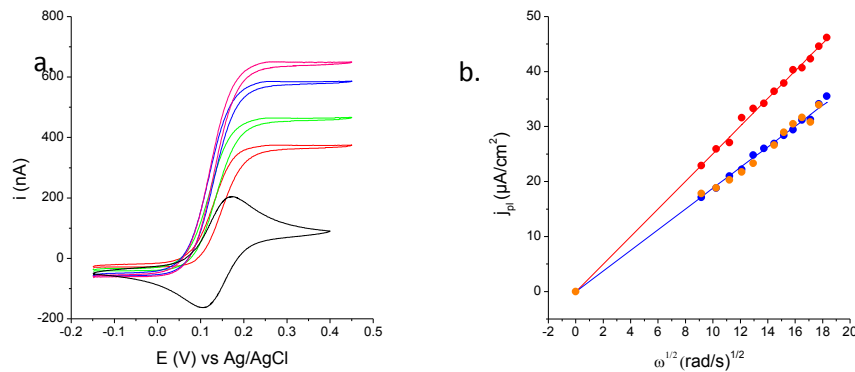 a.
i (nA)
800
600
400
200
0
-200
-0.2 -0.1 0.0 0.1 0.2 0.3 0.4 0.5
E (V) vs Ag/AgCl
b.
j_pl (µA/cm²)
50
40
30
20
10
0
0 2 4 6 8 10 12 14 16 18 20
ω^1/2 (rad/s)^1/2